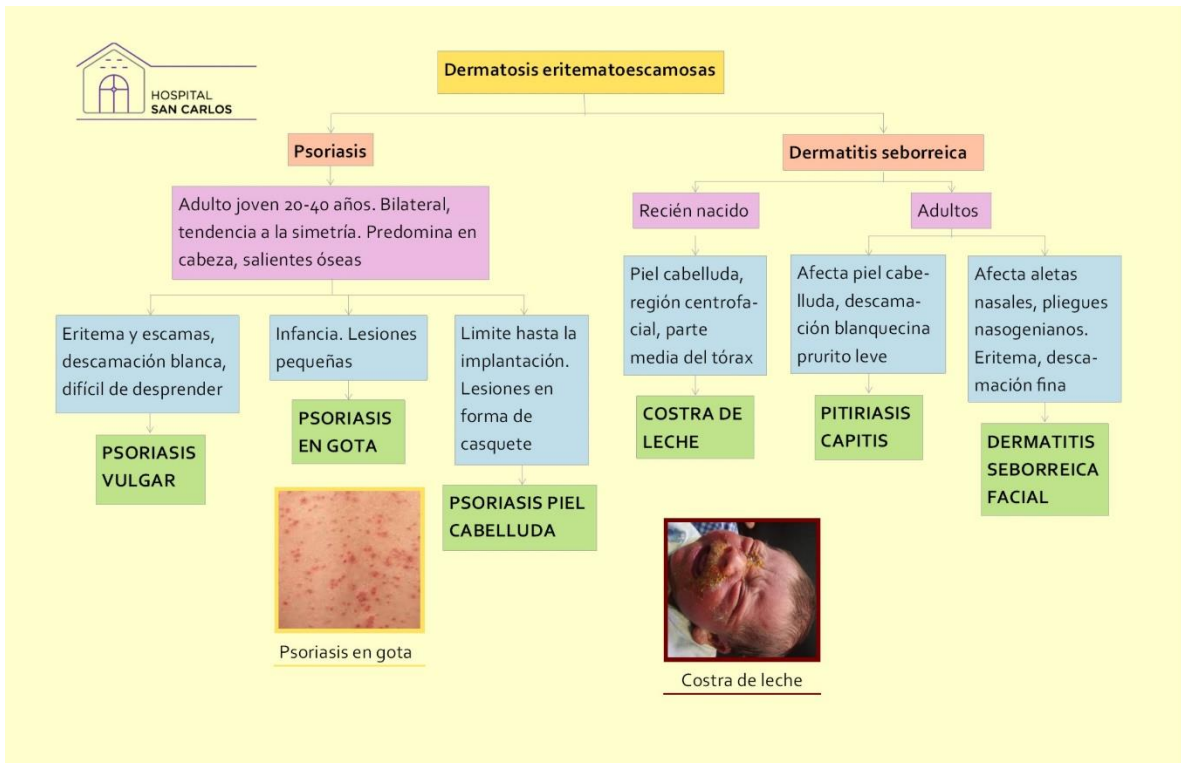 HOSPITAL
SAN CARLOS
Dermatosis eritematoescamosas
Psoriasis
Adulto joven 20-40 años. Bilateral,
tendencia a la simetría. Predomina en
cabeza, salientes óseas
Eritema y escamas,
descamación blanca,
difícil de desprender
PSORIASIS
VULGAR
Infancia. Lesiones
pequeñas
PSORIASIS
EN GOTA
Limite hasta la
implantación.
Lesiones en
forma de
casquete
PSORIASIS PIEL
CABELLUDA
Psoriasis en gota
Dermatitis seborreica
Recién nacido
Piel cabelluda,
región centrofa-
cial, parte
media del tórax
COSTRA DE
LECHE
Costra de leche
Adultos
Afecta piel cabe-
lluda, descama-
ción blanquecina
prurito leve
PITIRIASIS
CAPITIS
Afecta aletas
nasales, pliegues
nasogenianos.
Eritema, desca-
mación fina
DERMATITIS
SEBORREICA
FACIAL